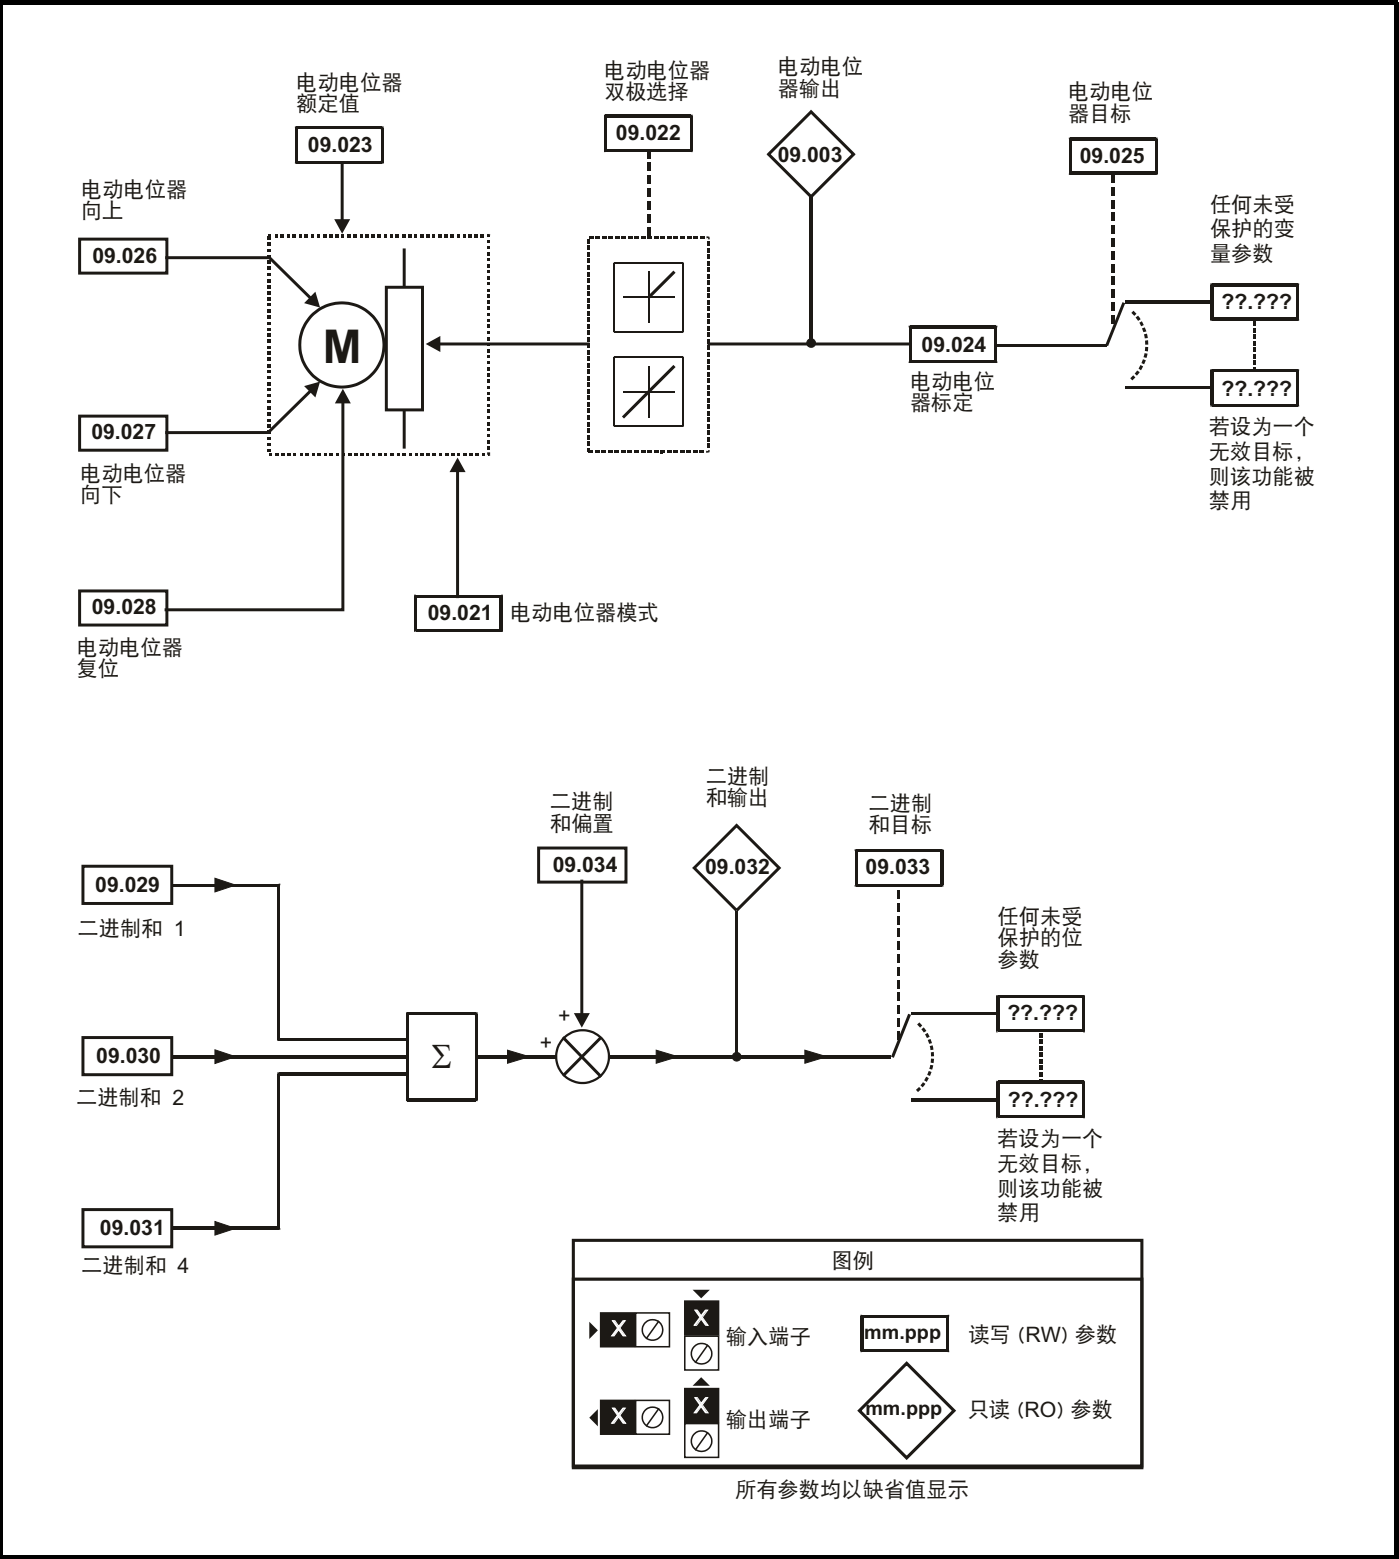 电动电位器
额定值
09.023
电动电位器
双极选择
09.022
电动电位
器输出
09.003
电动电位
器目标
09.025
电动电位器
向上
09.026
任何未受
保护的变
量参数
??.???
M
09.024
电动电位
器标定
??.???
若设为一个
无效目标，
则该功能被
禁用
09.027
电动电位器
向下
09.028
电动电位器
复位
09.021 电动电位器模式
二进制
和偏置
09.034
二进制
和输出
09.032
二进制
和目标
09.033
09.029
二进制和 1
任何未受
保护的位
参数
??.???
+
+
Σ
09.030
二进制和 2
??.???
若设为一个
无效目标，
则该功能被
禁用
09.031
二进制和 4
图例
X
X
输入端子
mm.ppp 读写 (RW) 参数
X
X
输出端子
mm.ppp 只读 (RO) 参数
所有参数均以缺省值显示